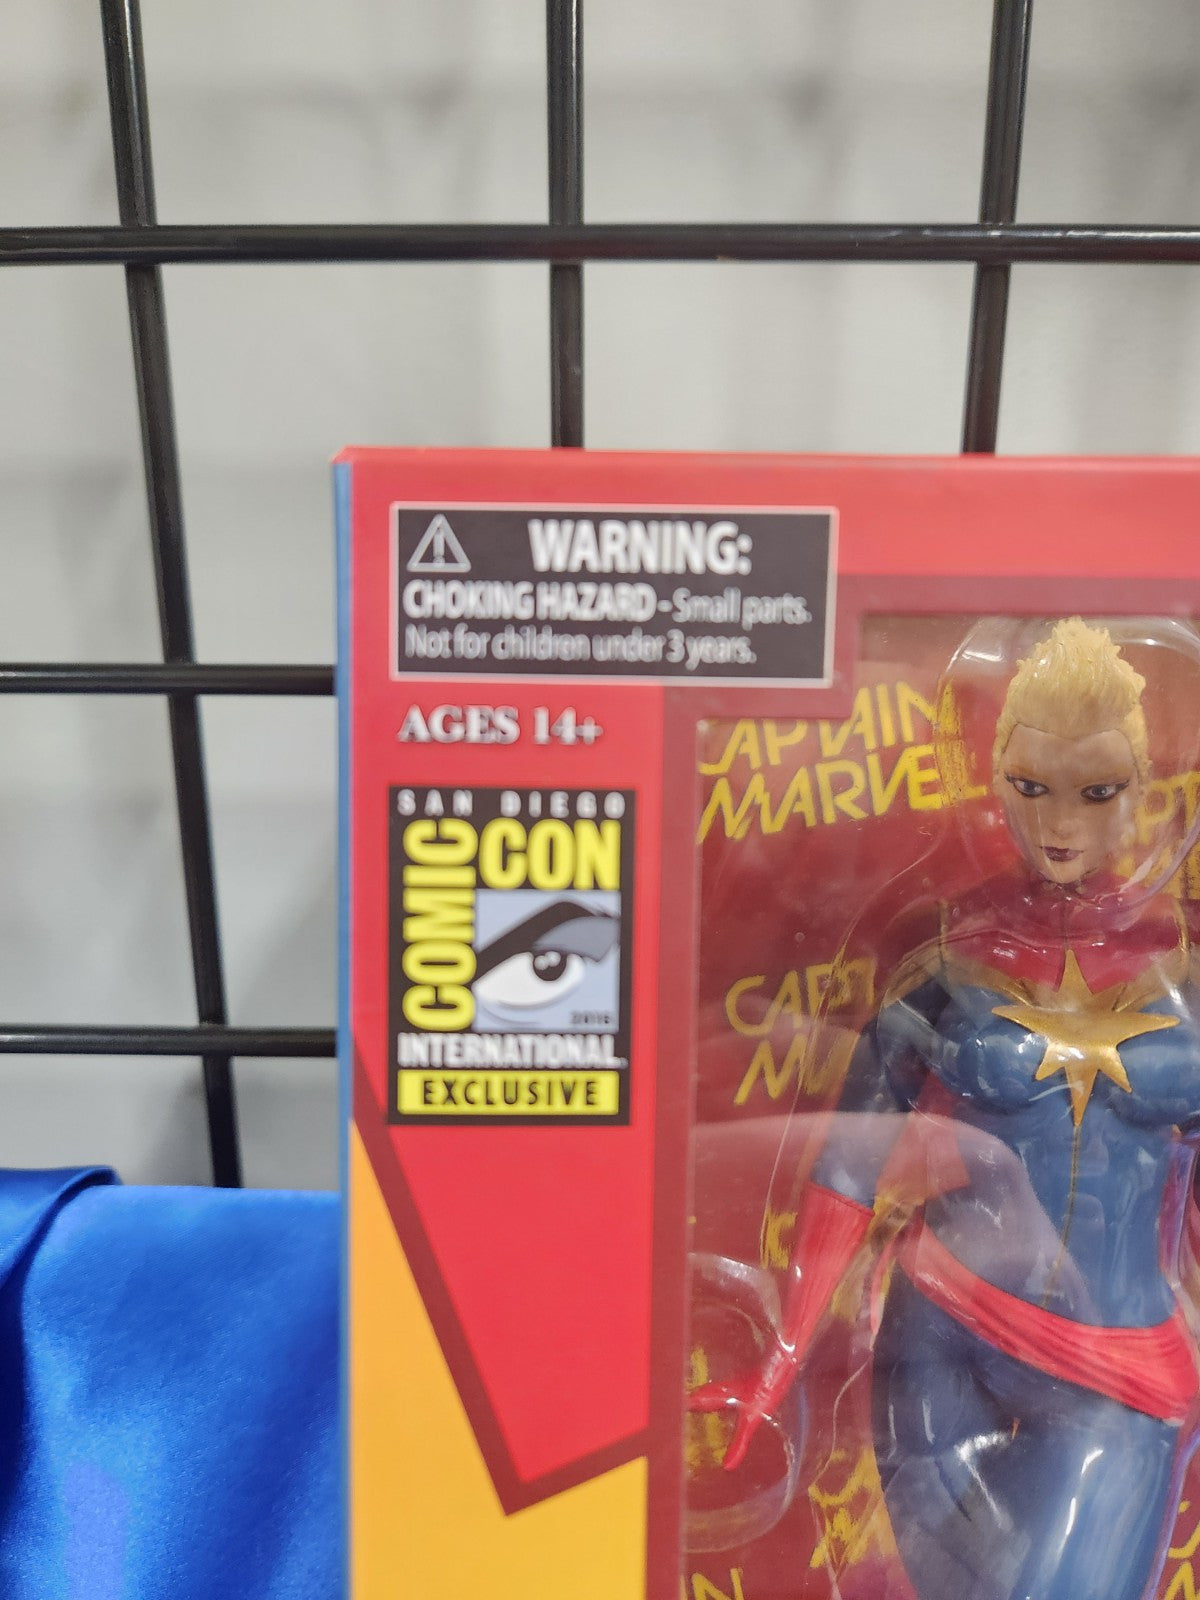 WARNING:
CHOKING HAZARD - Small parts.
Not for children under 3 years.
AGES 14+
SAN DIEGO
COMIC CON
2016
INTERNATIONAL
EXCLUSIVE
CAPTAIN
MARVEL